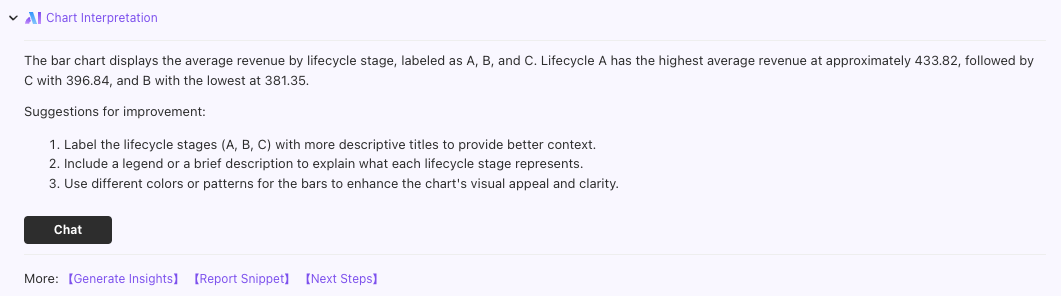 AI Chart Interpretation
The bar chart displays the average revenue by lifecycle stage, labeled as A, B, and C. Lifecycle A has the highest average revenue at approximately 433.82, followed by
C with 396.84, and B with the lowest at 381.35.
Suggestions for improvement:
1. Label the lifecycle stages (A, B, C) with more descriptive titles to provide better context.
2. Include a legend or a brief description to explain what each lifecycle stage represents.
3. Use different colors or patterns for the bars to enhance the chart's visual appeal and clarity.
Chat
More: 【Generate Insights】 【Report Snippet】 【Next Steps】